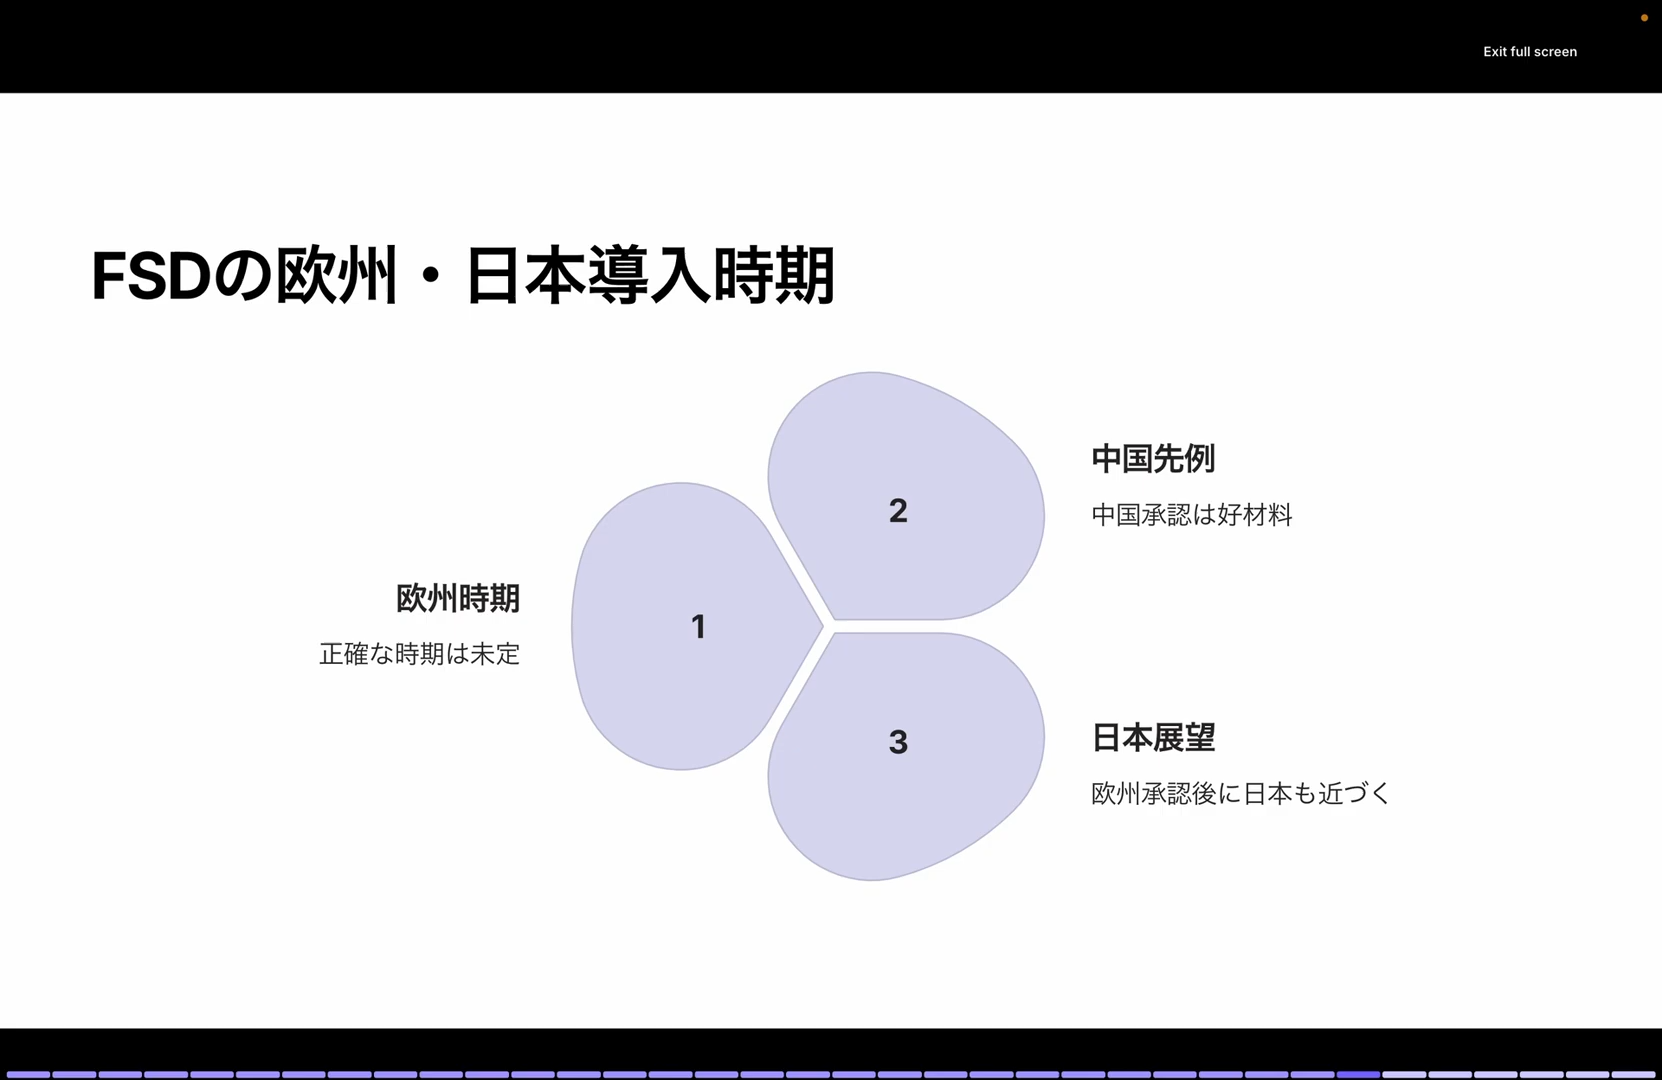 Exit full screen
FSDの欧州・日本導入時期
欧州時期
正確な時期は未定
1
2
中国先例
中国承認は好材料
3
日本展望
欧州承認後に日本も近づく